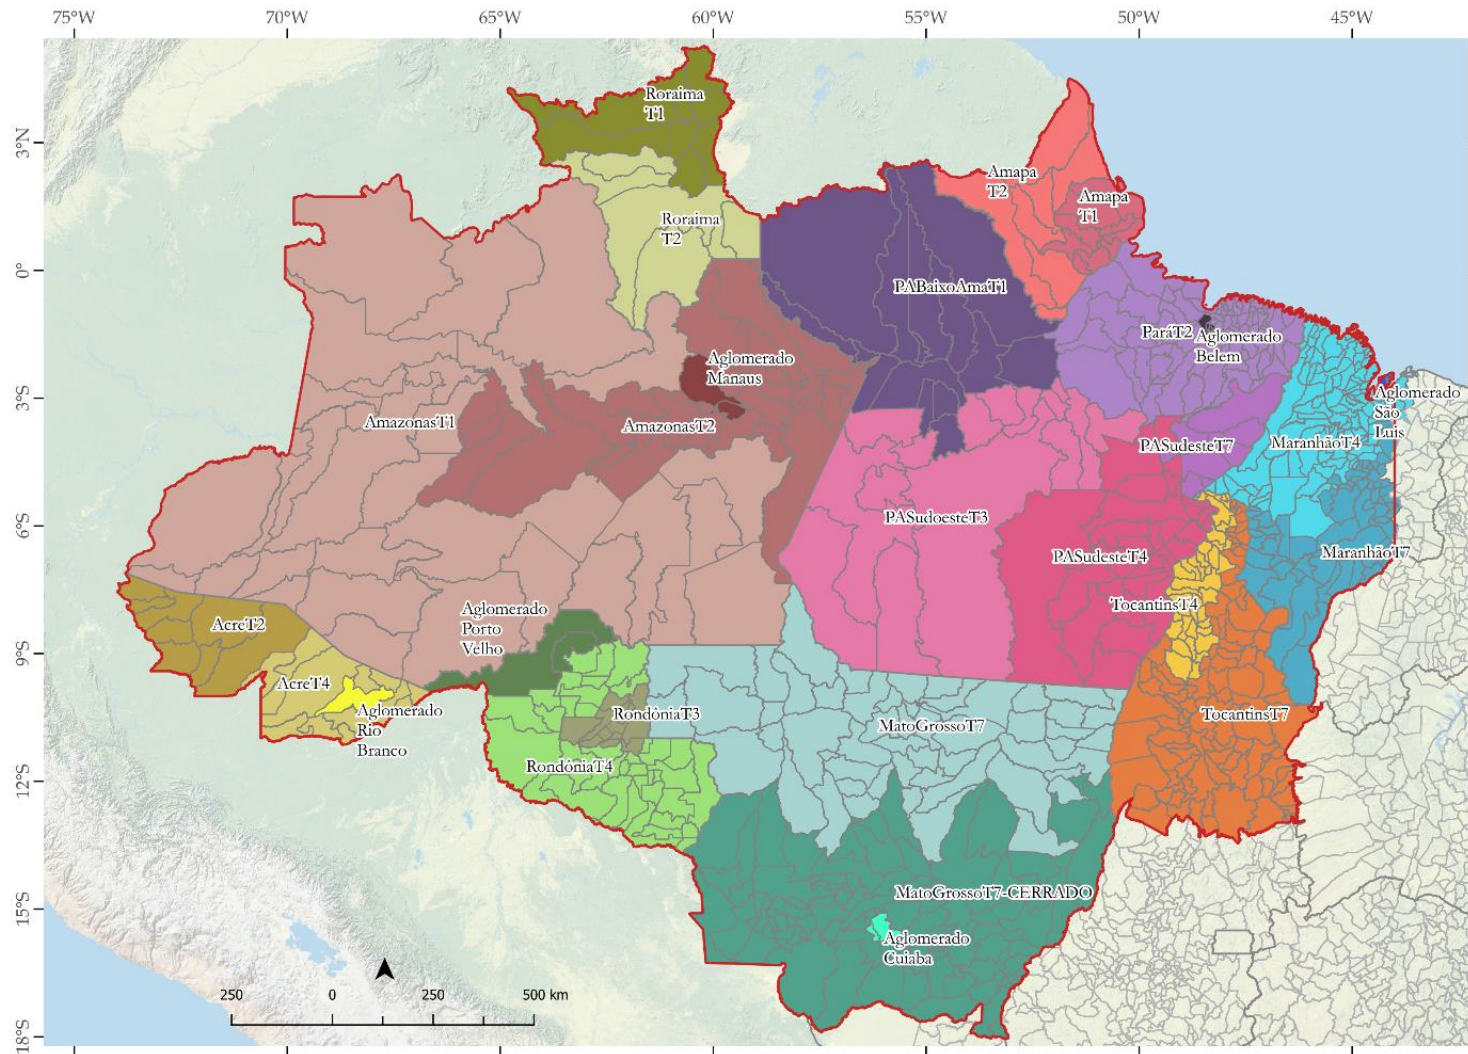 75°W 70°W 65°W 60°W 55°W 50°W 45°W
3°N
0°
3°S
6°S
9°S
12°S
15°S
18°S
Roraima
T1
Roraima
T2
Amapa
T2
Amapa
T1
PABaixoAmaT1
ParáT2
Aglomerado
Belem
Aglomerado
Manaus
AmazonasT1
AmazonasT2
Aglomerado
São
Luis
MaranhãoT4
PASudesteT7
PASudoesteT3
PASudesteT4
MaranhãoT7
TocantinsT4
Aglomerado
Porto
Velho
AcreT2
AcreT4
Aglomerado
Rio
Branco
RondôniaT3
RondôniaT4
MatoGrossoT7
TocantinsT7
MatoGrossoT7-CERRADO
Aglomerado
Cuiaba
250 0 250 500 km